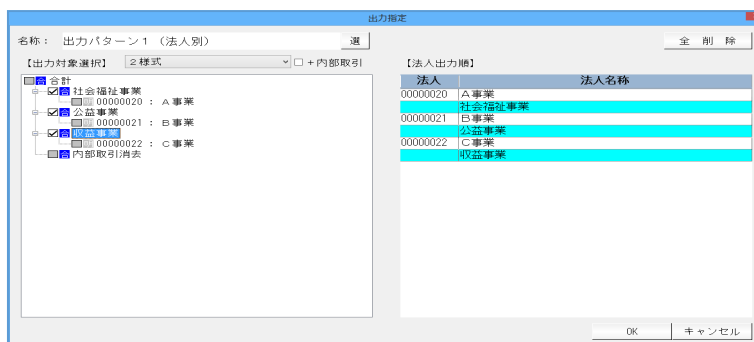 出力指定
名称： 出力パターン１（法人別） 選 全 削 除
【出力対象選択】 ２様式 ＋内部取引 【法人出力順】
合 合計
合 社会福祉事業
00000020 ： Ａ事業
合 公益事業
00000021 ： Ｂ事業
合 収益事業
00000022 ： Ｃ事業
合 内部取引消去
法人 法人名称
00000020 Ａ事業
社会福祉事業
00000021 Ｂ事業
公益事業
00000022 Ｃ事業
収益事業
OK キャンセル